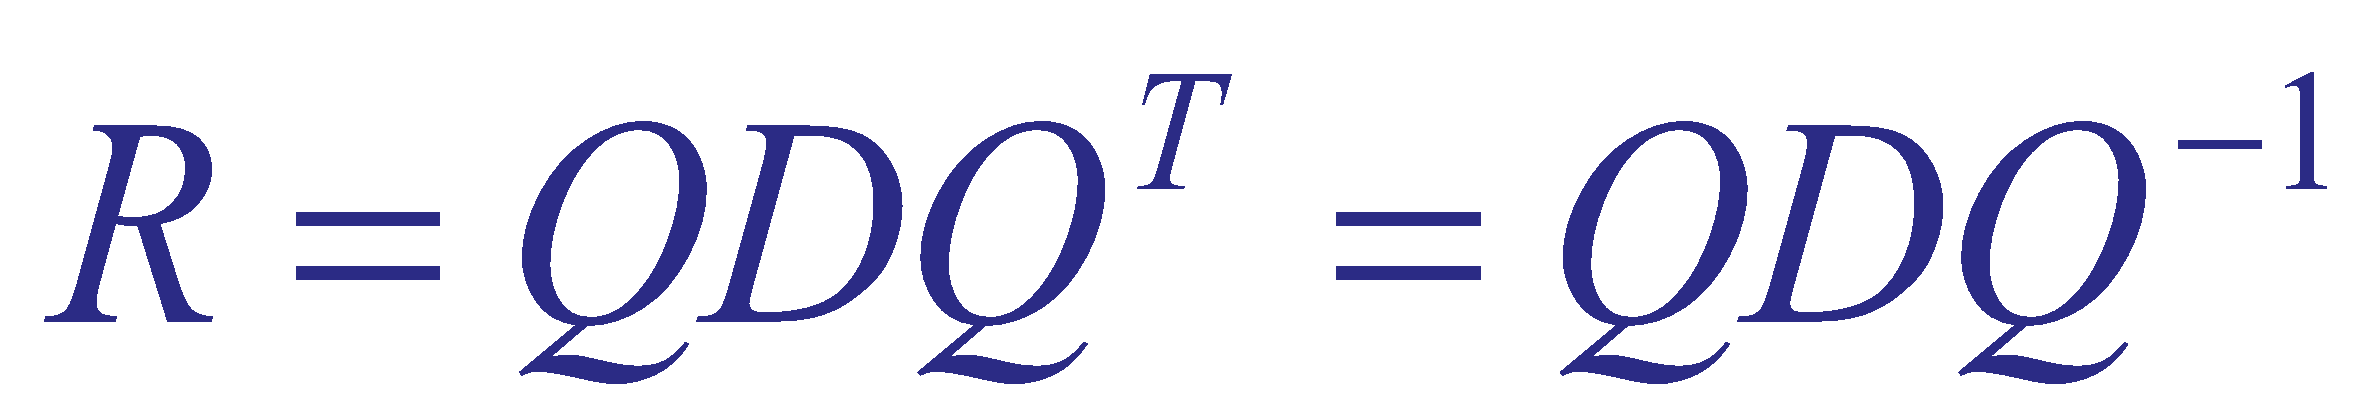 R = QDQ^T = QDQ^{-1}